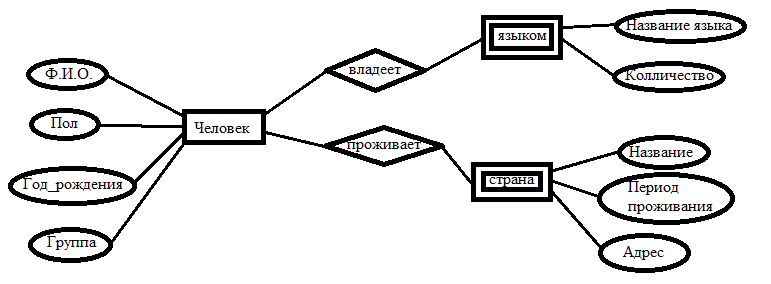 Ф.И.О.
Пол
Год_рождения
Группа
Человек
владеет
проживает
языком
страна
Название языка
Колличество
Название
Период
проживания
Адрес